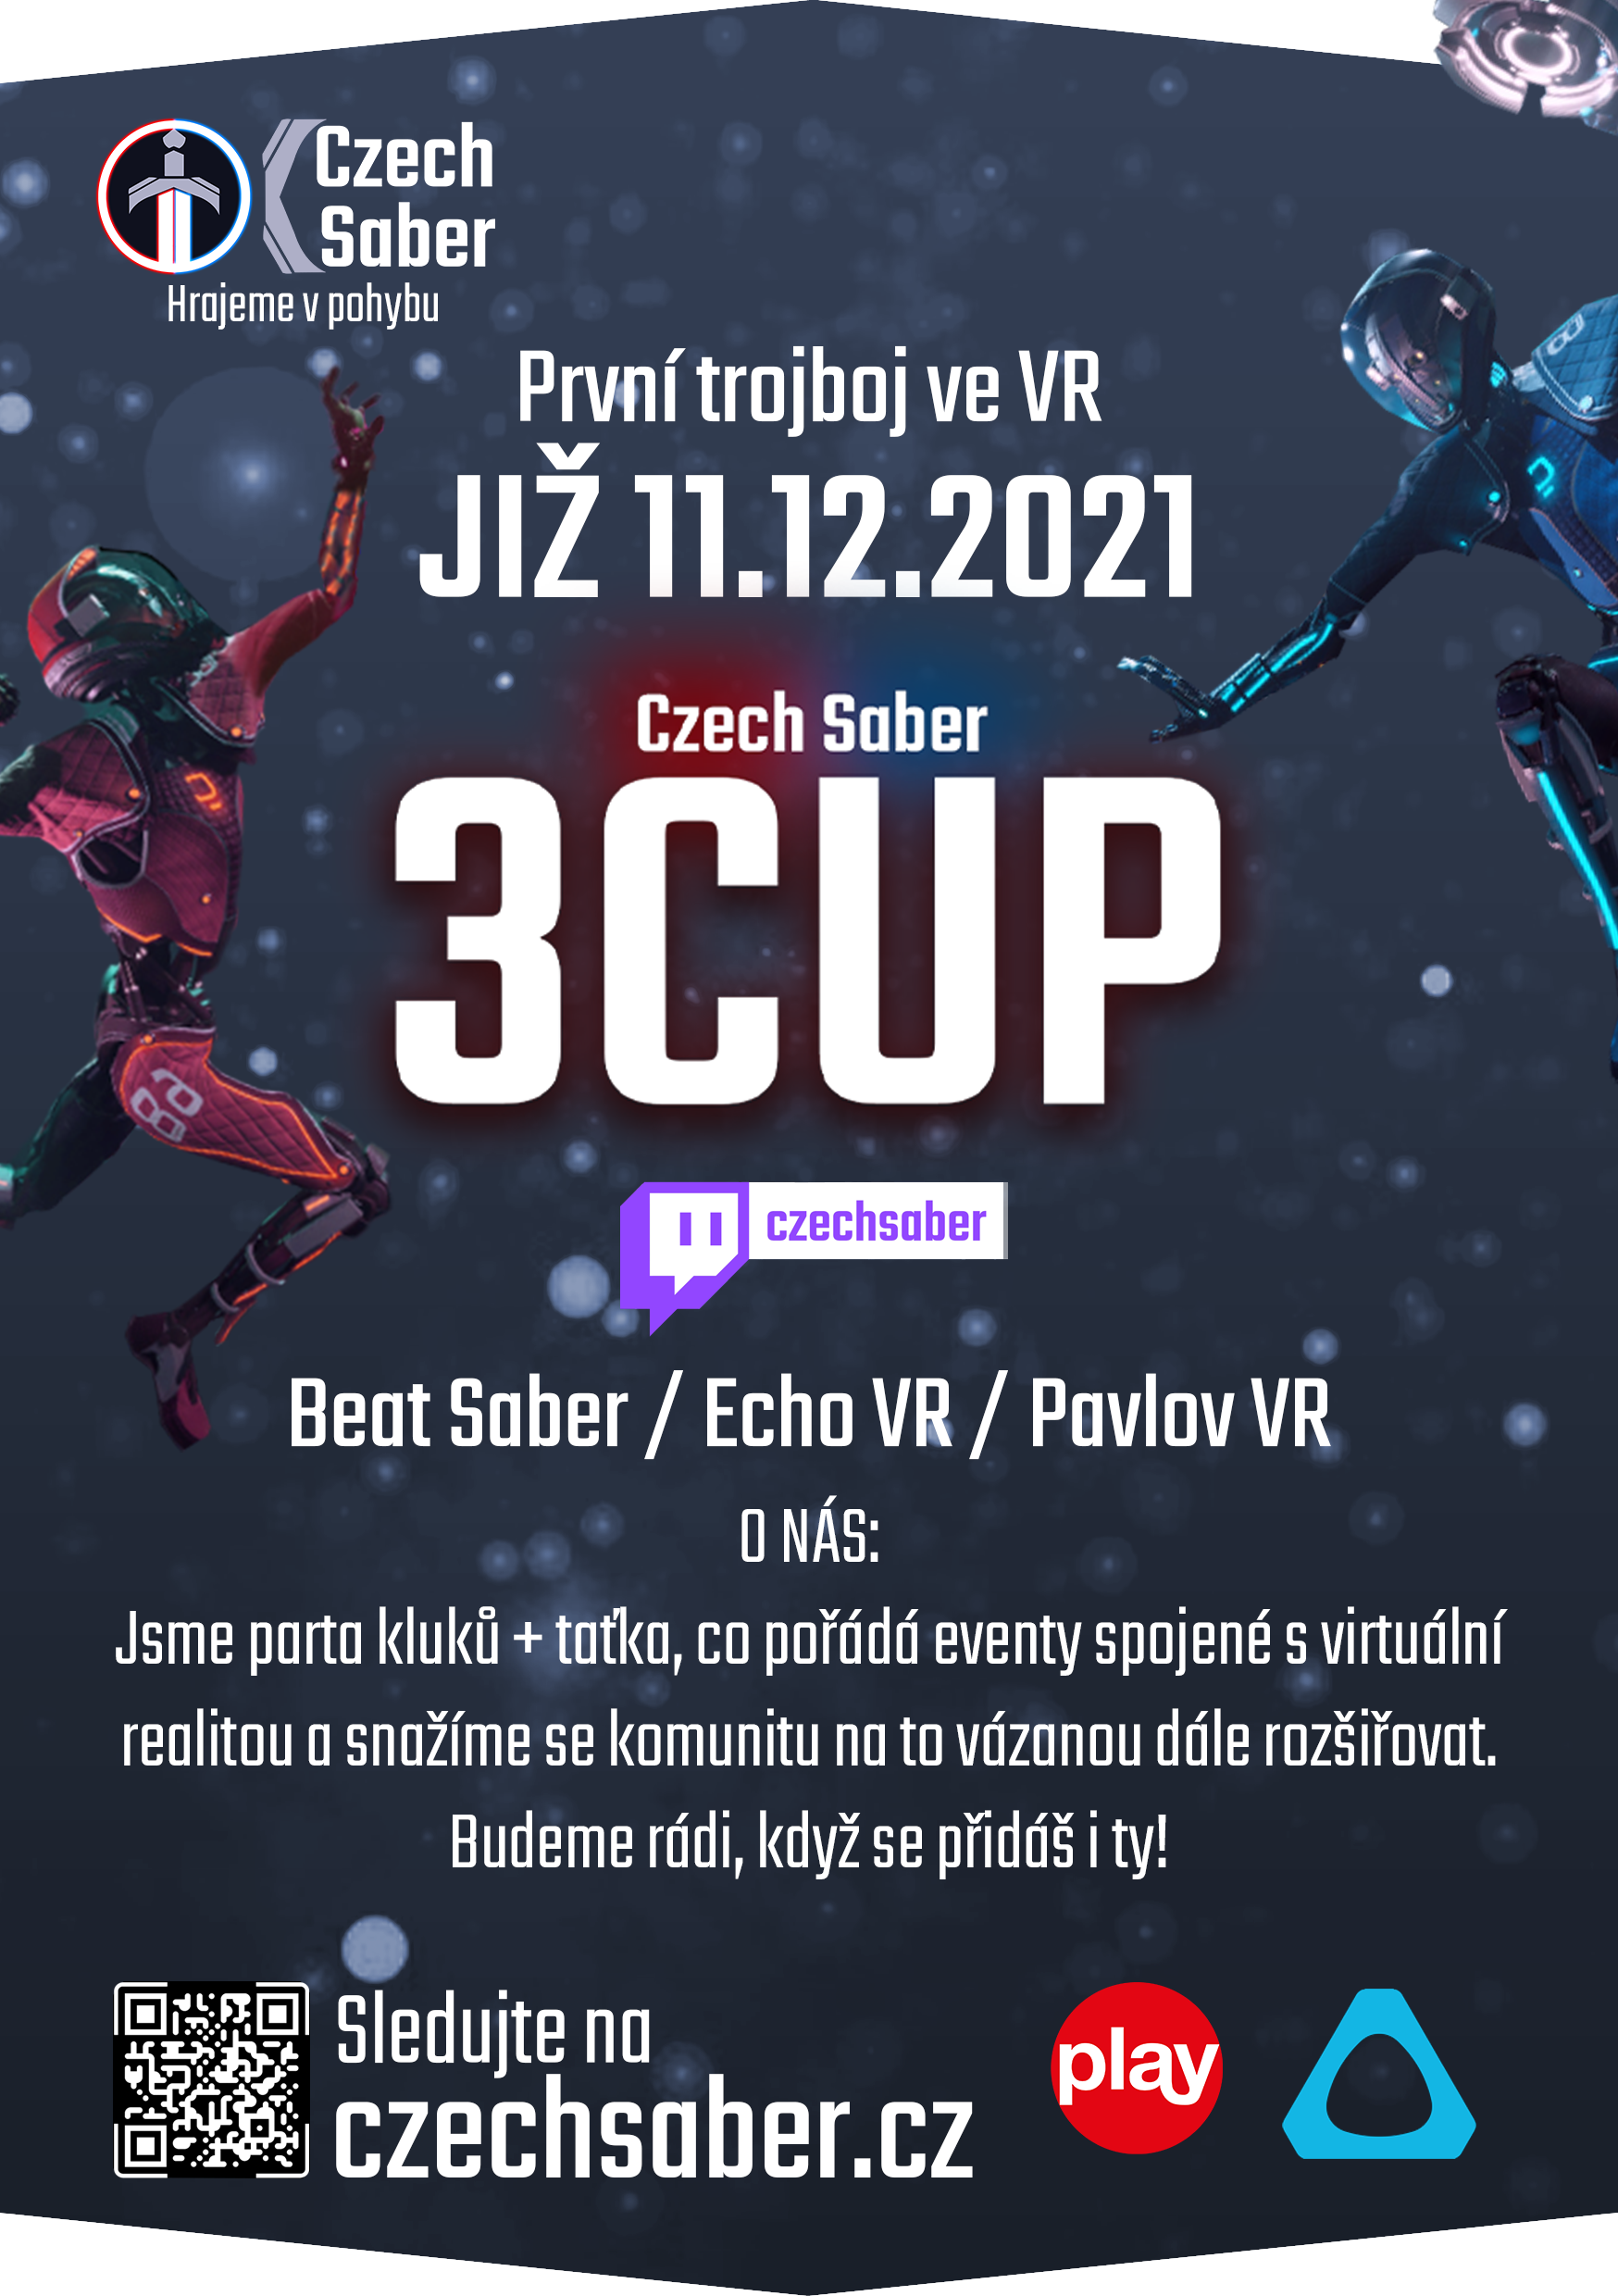 Czech
Saber
Hrajeme v pohybu
První trojboj ve VR
JIŽ 11.12.2021
Czech Saber
3CUP
czechsaber
Beat Saber / Echo VR / Pavlov VR
O NÁS:
Jsme parta kluků + taťka, co pořádá eventy spojené s virtuální
realitou a snažíme se komunitu na to vázanou dále rozšiřovat.
Budeme rádi, když se přidáš i ty!
Sledujte na
czechsaber.cz
play